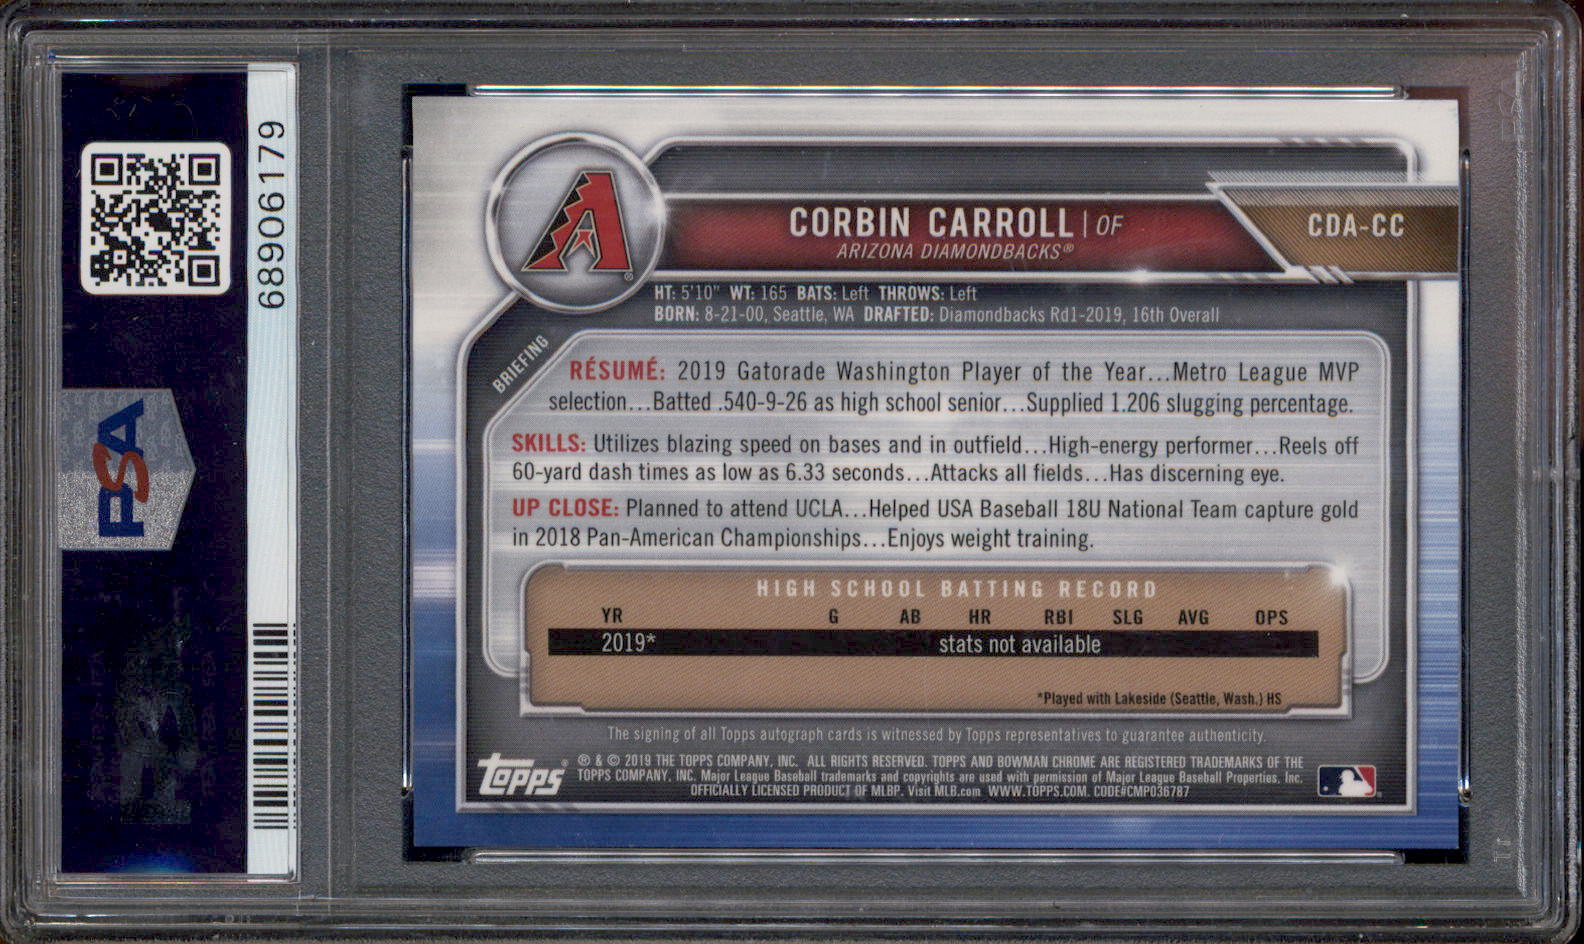 68906179
PSA
CORBIN CARROLL | OF
ARIZONA DIAMONDBACKS®
CDA-CC
HT: 5'10" WT: 165 BATS: Left THROWS: Left
BORN: 8-21-00, Seattle, WA DRAFTED: Diamondbacks Rd1-2019, 16th Overall
BRIEFING
RÉSUMÉ: 2019 Gatorade Washington Player of the Year...Metro League MVP
selection...Batted .540-9-26 as high school senior...Supplied 1.206 slugging percentage.
SKILLS: Utilizes blazing speed on bases and in outfield...High-energy performer...Reels off
60-yard dash times as low as 6.33 seconds...Attacks all fields...Has discerning eye.
UP CLOSE: Planned to attend UCLA...Helped USA Baseball 18U National Team capture gold
in 2018 Pan-American Championships...Enjoys weight training.
HIGH SCHOOL BATTING RECORD
YR G AB HR RBI SLG AVG OPS
2019* stats not available
*Played with Lakeside (Seattle, Wash.) HS
The signing of all Topps autograph cards is witnessed by Topps representatives to guarantee authenticity.
topps®
® & © 2019 THE TOPPS COMPANY, INC. ALL RIGHTS RESERVED. TOPPS AND BOWMAN CHROME ARE REGISTERED TRADEMARKS OF THE
TOPPS COMPANY, INC. Major League Baseball trademarks and copyrights are used with permission of Major League Baseball Properties, Inc.
OFFICIALLY LICENSED PRODUCT OF MLBP. Visit MLB.com WWW.TOPPS.COM. CODE#CMP036787